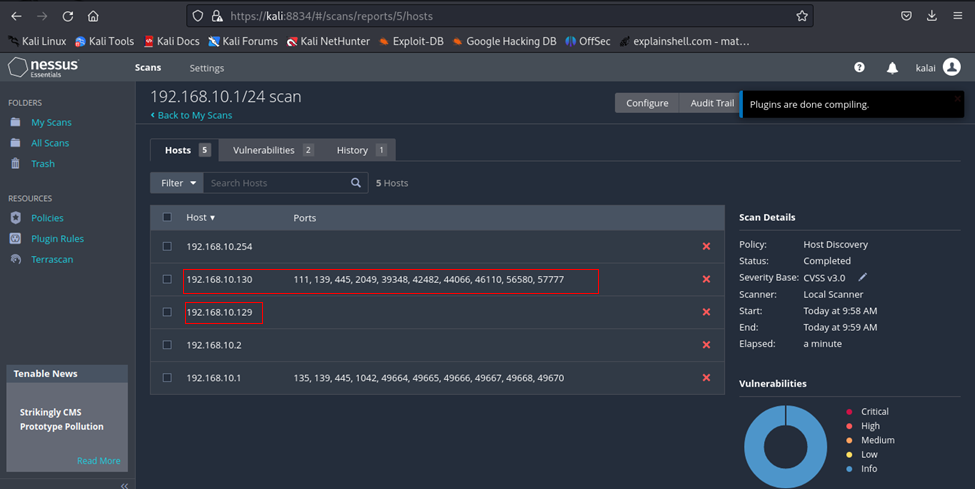 https://kali:8834/#/scans/reports/5/hosts
Kali Linux Kali Tools Kali Docs Kali Forums Kali NetHunter Exploit-DB Google Hacking DB OffSec explainshell.com - mat…
nessus Essentials Scans Settings ? kalai
FOLDERS
My Scans
All Scans
Trash
RESOURCES
Policies
Plugin Rules
Terrascan
Tenable News
Strikingly CMS
Prototype Pollution
Read More
192.168.10.1/24 scan
< Back to My Scans
Configure Audit Trail
Plugins are done compiling.
Hosts 5 Vulnerabilities 2 History 1
Filter Search Hosts 5 Hosts
Host Ports
192.168.10.254
192.168.10.130 111, 139, 445, 2049, 39348, 42482, 44066, 46110, 56580, 57777
192.168.10.129
192.168.10.2
192.168.10.1 135, 139, 445, 1042, 49664, 49665, 49666, 49667, 49668, 49670
Scan Details
Policy: Host Discovery
Status: Completed
Severity Base: CVSS v3.0
Scanner: Local Scanner
Start: Today at 9:58 AM
End: Today at 9:59 AM
Elapsed: a minute
Vulnerabilities
Critical
High
Medium
Low
Info